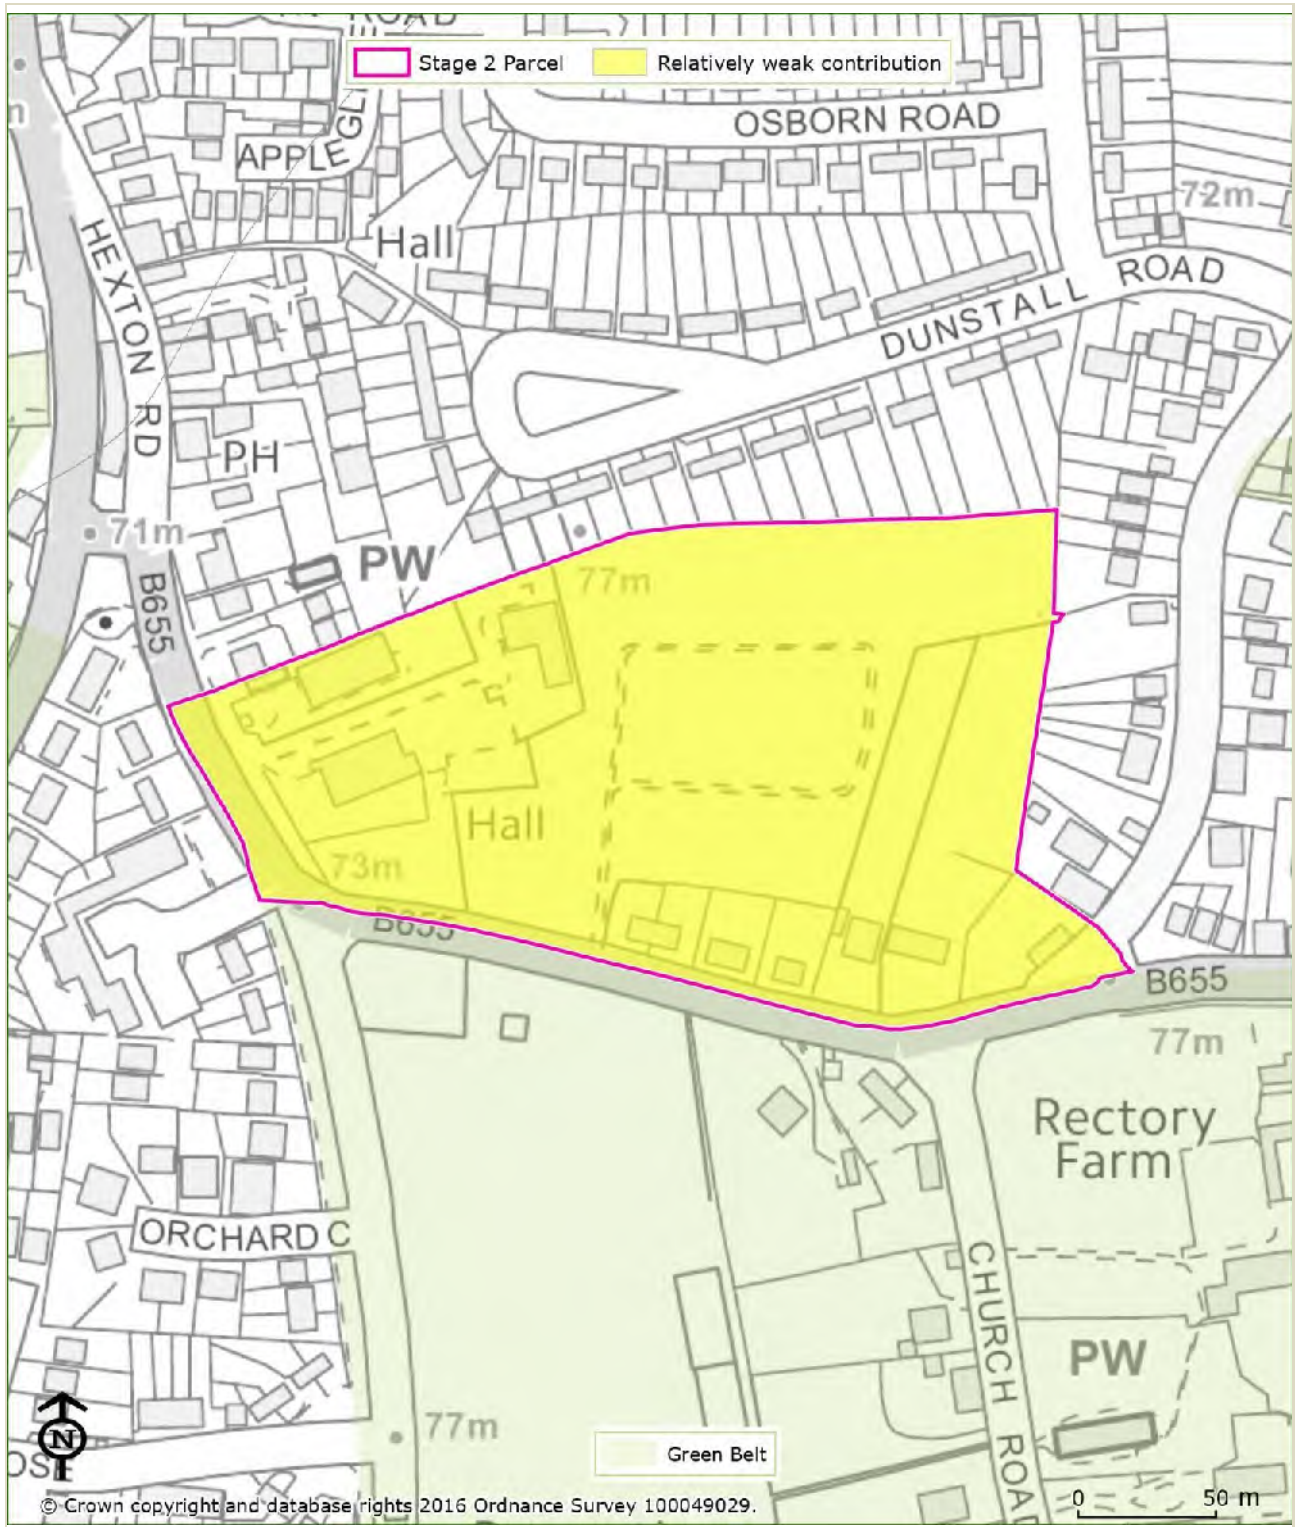 ROAD
Stage 2 Parcel
Relatively weak contribution
OSBORN ROAD
APPLE
72m
HEXTON RD
Hall
DUNSTALL ROAD
PH
71m
PW
77m
B655
Hall
73m
B655
B655
77m
Rectory
Farm
ORCHARD C
CHURCH ROAD
PW
77m
N
Green Belt
OSE
© Crown copyright and database rights 2016 Ordnance Survey 100049029.
0 50 m